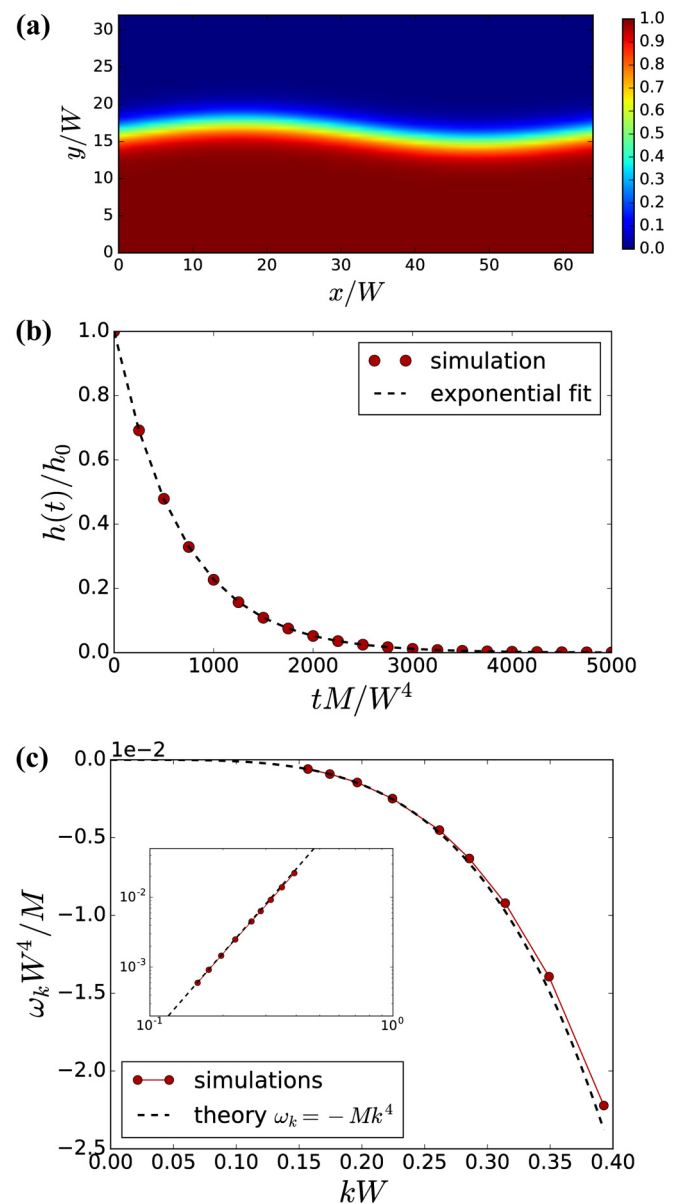 (a)
30
25
20
15
10
5
0
y/W
0 10 20 30 40 50 60
x/W
1.0
0.9
0.8
0.7
0.6
0.5
0.4
0.3
0.2
0.1
0.0
(b)
1.0
0.8
0.6
0.4
0.2
0.0
h(t)/h₀
simulation
exponential fit
0 1000 2000 3000 4000 5000
tM/W⁴
(c)
1e−2
0.0
−0.5
−1.0
−1.5
−2.0
−2.5
ωₖW⁴/M
10⁻²
10⁻³
10⁻¹ 10⁰
simulations
theory ωₖ = −Mk⁴
0.00 0.05 0.10 0.15 0.20 0.25 0.30 0.35 0.40
kW